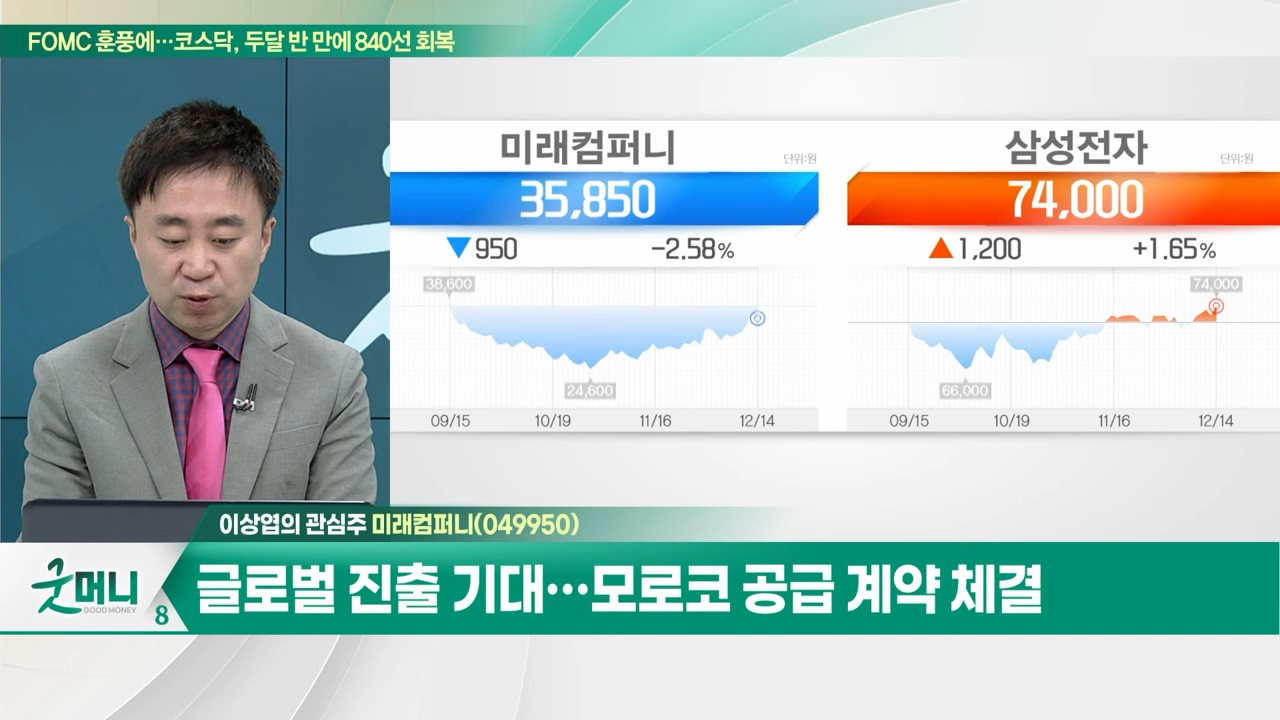 FOMC 훈풍에…코스닥, 두달 반 만에 840선 회복
미래컴퍼니
단위:원
35,850
▼950 -2.58%
38,600
24,600
09/15 10/19 11/16 12/14
삼성전자
단위:원
74,000
▲1,200 +1.65%
74,000
66,000
09/15 10/19 11/16 12/14
이상엽의 관심주 미래컴퍼니(049950)
굿머니
GOOD MONEY
8
글로벌 진출 기대…모로코 공급 계약 체결